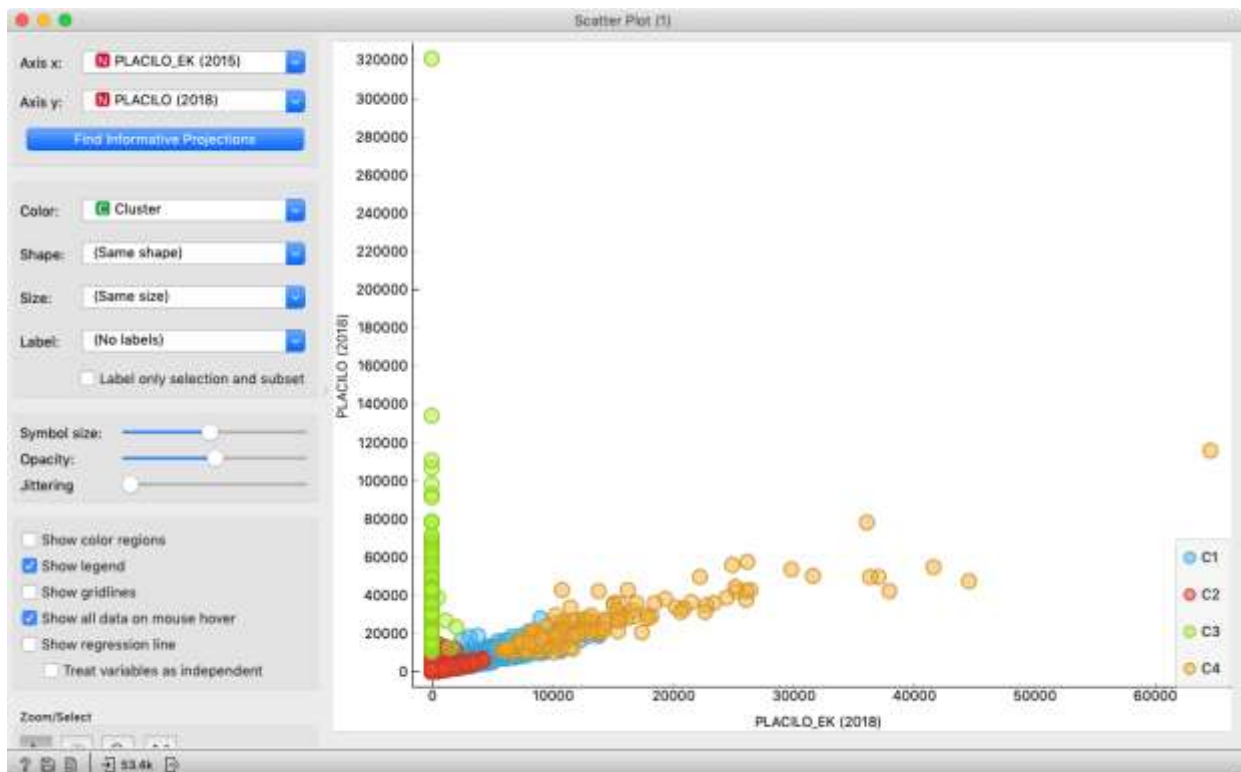 Scatter Plot (1)
Axis x: N PLACILO_EK (2015)
Axis y: N PLACILO (2018)
Find Informative Projections
Color: C Cluster
Shape: (Same shape)
Size: (Same size)
Label: (No labels)
Label only selection and subset
Symbol size:
Opacity:
Jittering
Show color regions
Show legend
Show gridlines
Show all data on mouse hover
Show regression line
Treat variables as independent
Zoom/Select
? 53.6k
320000
300000
280000
260000
240000
220000
200000
180000
160000
140000
120000
100000
80000
60000
40000
20000
0
PLACILO (2018)
0 10000 20000 30000 40000 50000 60000
PLACILO_EK (2018)
C1
C2
C3
C4